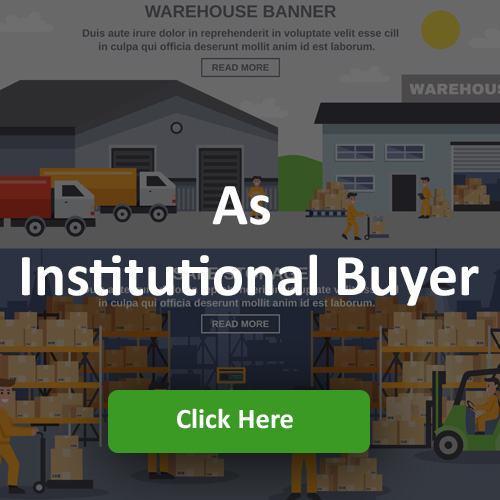 WAREHOUSE BANNER
Duis aute irure dolor in reprehenderit in voluptate velit esse cill
in culpa qui officia deserunt mollit anim id est laborum.
READ MORE
WAREHOUS
As
Institutional Buyer
in culpa qui officia deserunt mollit anim id est laborum.
READ MORE
Click Here